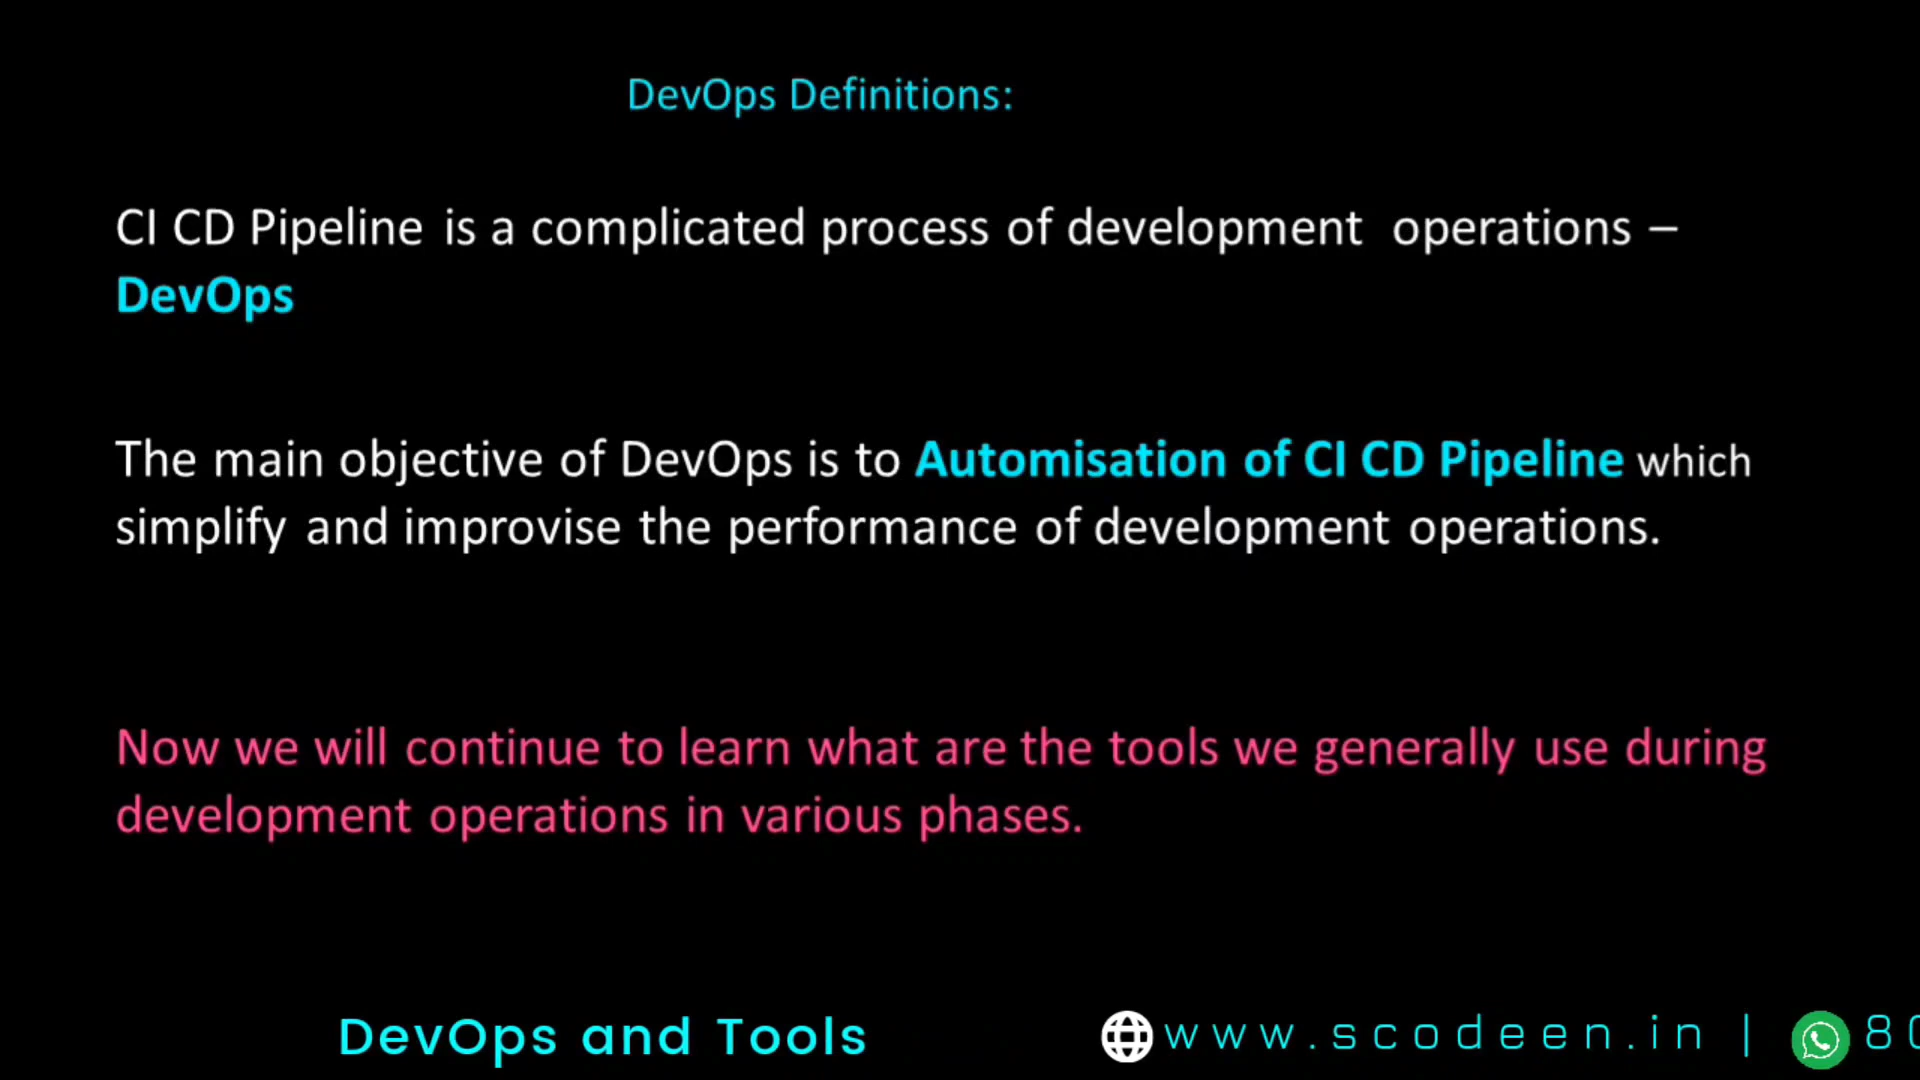 DevOps Definitions:
CI CD Pipeline is a complicated process of development operations –
DevOps
The main objective of DevOps is to Automisation of CI CD Pipeline which
simplify and improvise the performance of development operations.
Now we will continue to learn what are the tools we generally use during
development operations in various phases.
DevOps and Tools
www.scodeen.in | 8